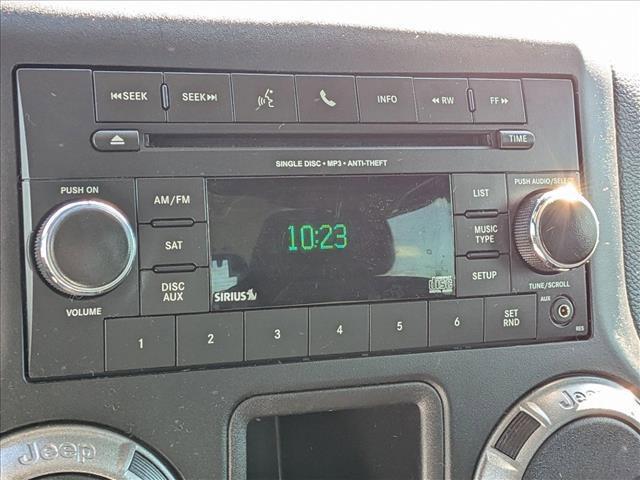 SEEK SEEK INFO RW FF
TIME
SINGLE DISC • MP3 • ANTI-THEFT
PUSH ON
AM/FM
SAT
DISC
AUX
VOLUME
10:23
SIRIUS
LIST
MUSIC
TYPE
SETUP
PUSH AUDIO/SELECT
TUNE/SCROLL
AUX
RES
1 2 3 4 5 6 SET
RND
Jeep
Jeep